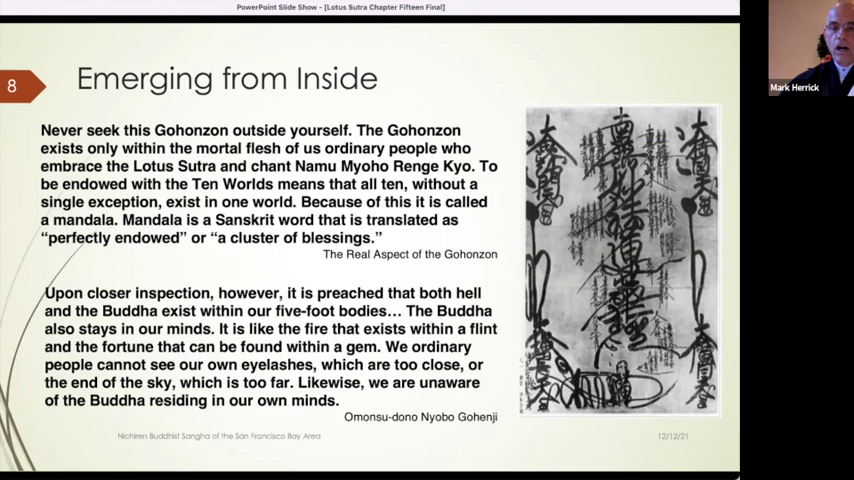 PowerPoint Slide Show - [Lotus Sutra Chapter Fifteen Final]
8
Emerging from Inside
Never seek this Gohonzon outside yourself. The Gohonzon
exists only within the mortal flesh of us ordinary people who
embrace the Lotus Sutra and chant Namu Myoho Renge Kyo. To
be endowed with the Ten Worlds means that all ten, without a
single exception, exist in one world. Because of this it is called
a mandala. Mandala is a Sanskrit word that is translated as
“perfectly endowed” or “a cluster of blessings.”
The Real Aspect of the Gohonzon
Upon closer inspection, however, it is preached that both hell
and the Buddha exist within our five-foot bodies… The Buddha
also stays in our minds. It is like the fire that exists within a flint
and the fortune that can be found within a gem. We ordinary
people cannot see our own eyelashes, which are too close, or
the end of the sky, which is too far. Likewise, we are unaware
of the Buddha residing in our own minds.
Omonsu-dono Nyobo Gohenji
Nichiren Buddhist Sangha of the San Francisco Bay Area
12/12/21
Mark Herrick